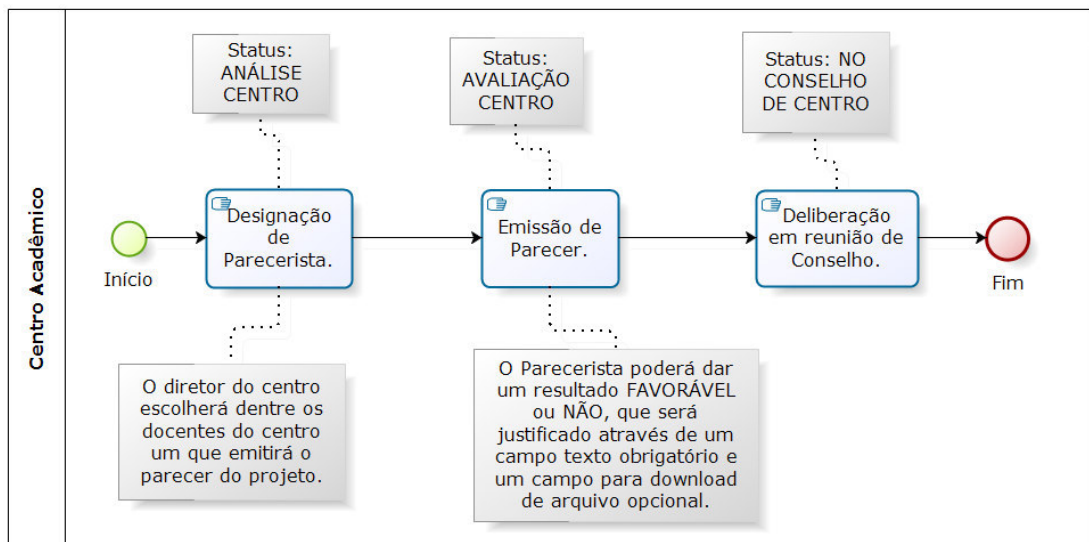 Centro Acadêmico
Status:
ANÁLISE
CENTRO
Status:
AVALIAÇÃO
CENTRO
Status: NO
CONSELHO
DE CENTRO
Início
Designação
de
Parecerista.
Emissão de
Parecer.
Deliberação
em reunião de
Conselho.
Fim
O diretor do centro
escolherá dentre os
docentes do centro
um que emitirá o
parecer do projeto.
O Parecerista poderá dar
um resultado FAVORÁVEL
ou NÃO, que será
justificado através de um
campo texto obrigatório e
um campo para download
de arquivo opcional.